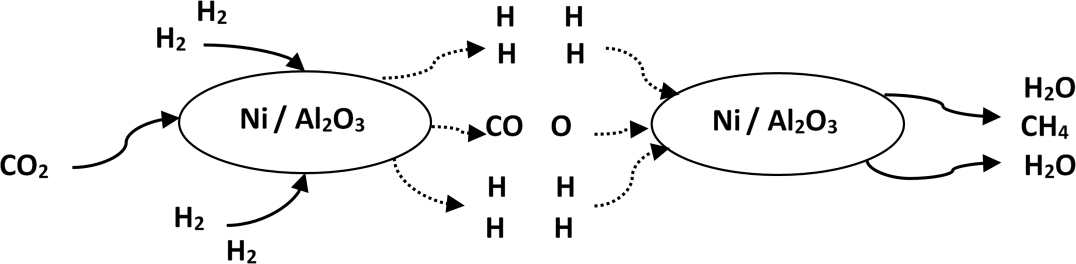 H₂
H₂
CO₂
H₂
H₂
Ni / Al₂O₃
H H
H H
CO O
H H
H H
Ni / Al₂O₃
H₂O
CH₄
H₂O